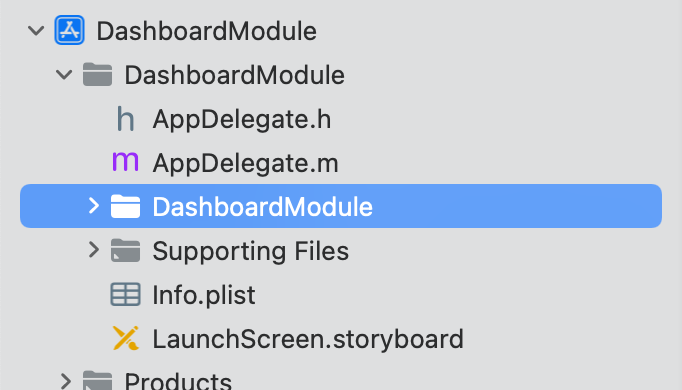 DashboardModule
DashboardModule
h AppDelegate.h
m AppDelegate.m
DashboardModule
Supporting Files
Info.plist
LaunchScreen.storyboard
Products